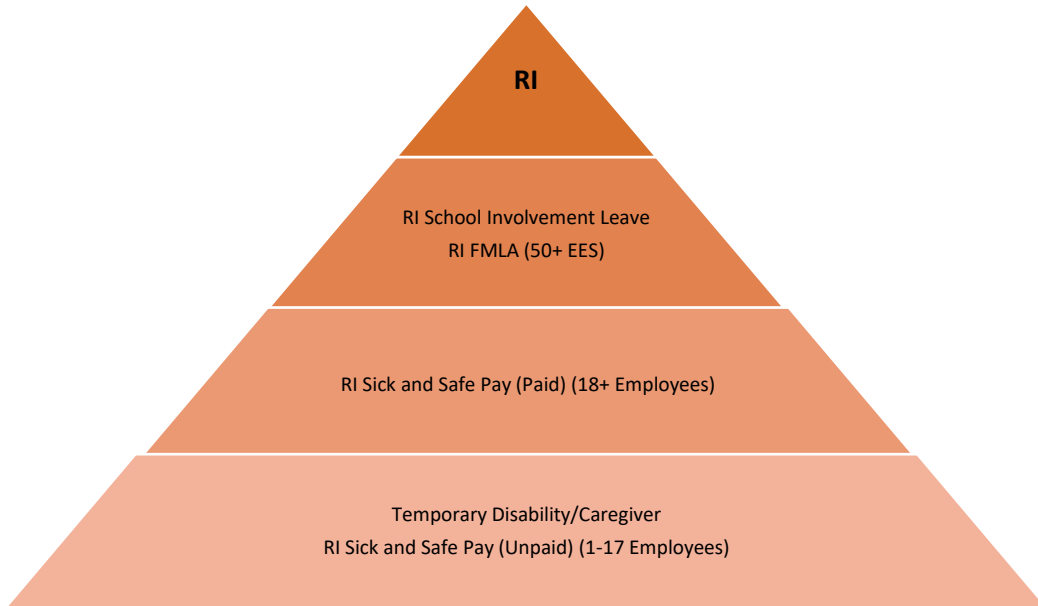 RI
RI School Involvement Leave
RI FMLA (50+ EES)
RI Sick and Safe Pay (Paid) (18+ Employees)
Temporary Disability/Caregiver
RI Sick and Safe Pay (Unpaid) (1-17 Employees)